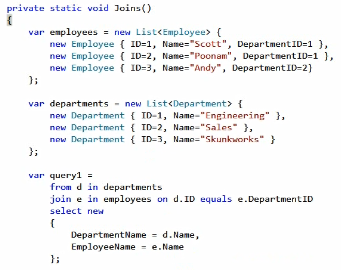 private static void Joins()
{
    var employees = new List<Employee> {
        new Employee { ID=1, Name="Scott", DepartmentID=1 },
        new Employee { ID=2, Name="Poonam", DepartmentID=1 },
        new Employee { ID=3, Name="Andy", DepartmentID=2}
    };
    var departments = new List<Department> {
        new Department { ID=1, Name="Engineering" },
        new Department { ID=2, Name="Sales" },
        new Department { ID=3, Name="Skunkworks" }
    };
    var query1 =
        from d in departments
        join e in employees on d.ID equals e.DepartmentID
        select new
        {
            DepartmentName = d.Name,
            EmployeeName = e.Name
        };